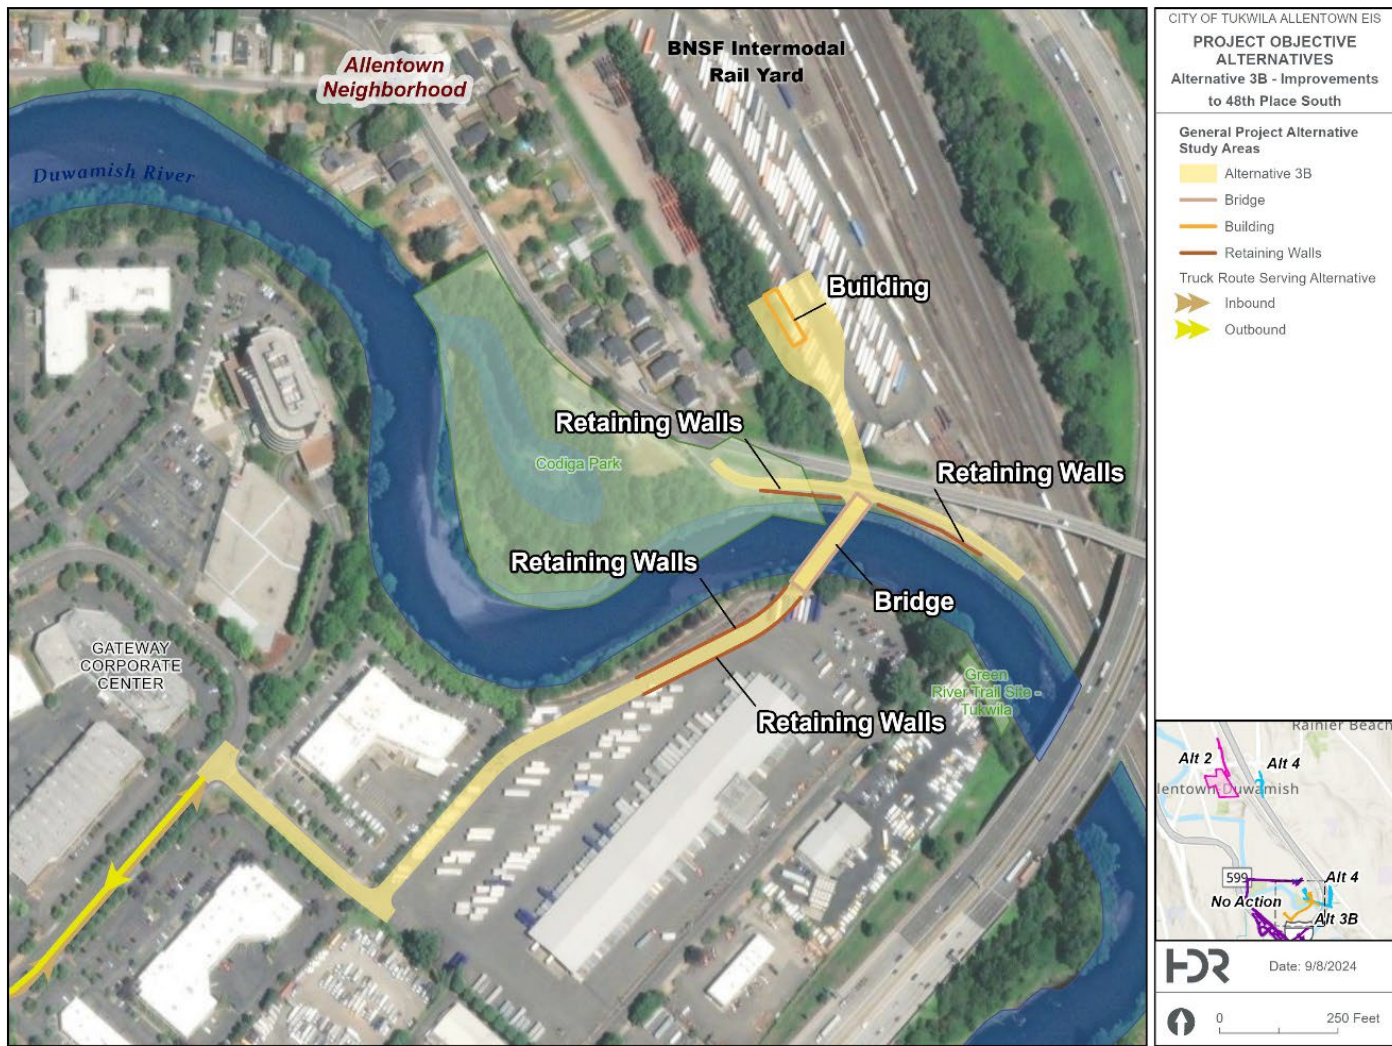 BNSF Intermodal
Rail Yard
Allentown
Neighborhood
Duwamish River
Building
Retaining Walls
Retaining Walls
Codiga Park
Retaining Walls
Bridge
GATEWAY
CORPORATE
CENTER
Green
River Trail Site -
Tukwila
Retaining Walls
CITY OF TUKWILA ALLENTOWN EIS
PROJECT OBJECTIVE
ALTERNATIVES
Alternative 3B - Improvements
to 48th Place South
General Project Alternative
Study Areas
Alternative 3B
Bridge
Building
Retaining Walls
Truck Route Serving Alternative
Inbound
Outbound
Rainier Beach
Alt 2
Alt 4
lentown Duwamish
599
Alt 4
No Action
Alt 3B
HDR
Date: 9/8/2024
0 250 Feet